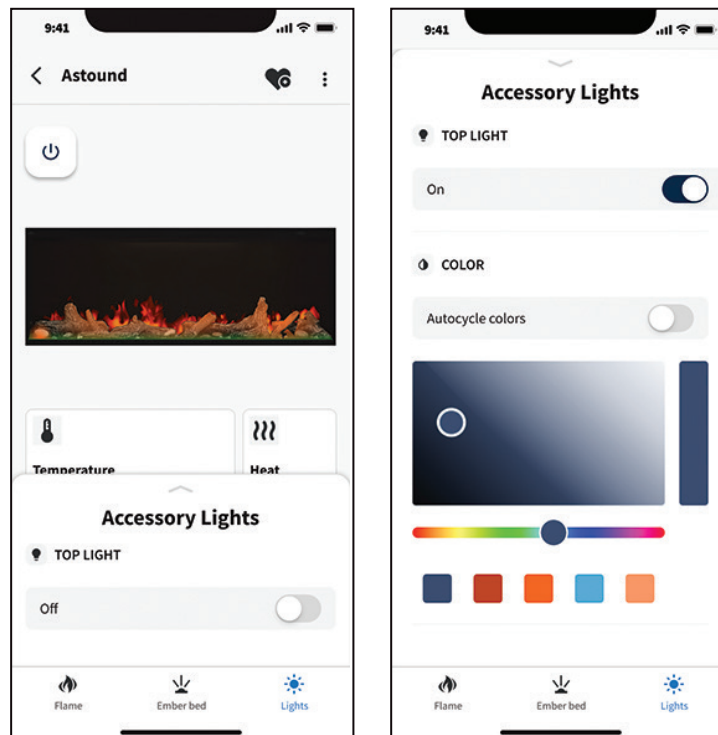 9:41
Astound
Temperature
Heat
Accessory Lights
TOP LIGHT
Off
Flame
Ember bed
Lights
9:41
Accessory Lights
TOP LIGHT
On
COLOR
Autocycle colors
Flame
Ember bed
Lights